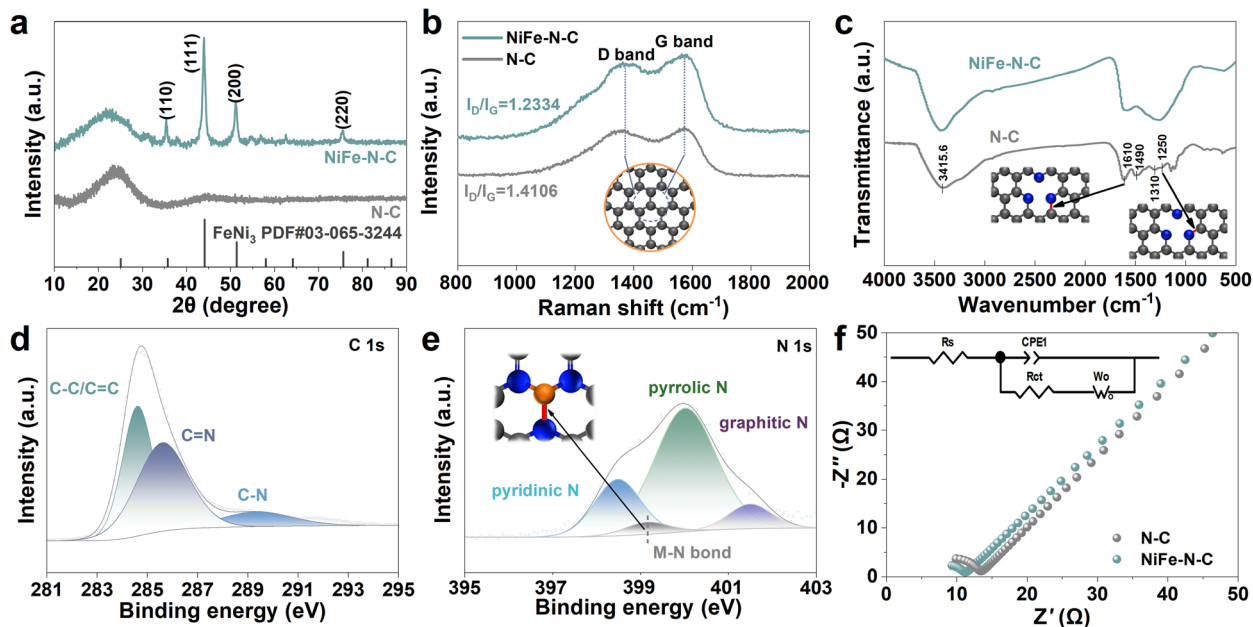 a
Intensity (a.u.)
(110)
(111)
(200)
(220)
NiFe-N-C
N-C
FeNi₃ PDF#03-065-3244
10 20 30 40 50 60 70 80 90
2θ (degree)
b
Intensity (a.u.)
NiFe-N-C
N-C
D band
G band
I_D/I_G=1.2334
I_D/I_G=1.4106
800 1000 1200 1400 1600 1800 2000
Raman shift (cm⁻¹)
c
Transmittance (a.u.)
NiFe-N-C
N-C
3415.6
1610
1490
1310
1250
4000 3500 3000 2500 2000 1500 1000 500
Wavenumber (cm⁻¹)
d
C 1s
Intensity (a.u.)
C-C/C=C
C=N
C-N
281 283 285 287 289 291 293 295
Binding energy (eV)
e
N 1s
Intensity (a.u.)
pyrrolic N
graphitic N
pyridinic N
M-N bond
395 397 399 401 403
Binding energy (eV)
f
-Z″ (Ω)
-50
-40
-30
-20
-10
0
Rs
CPE1
Rct
Wo
N-C
NiFe-N-C
0 10 20 30 40 50
Z′ (Ω)